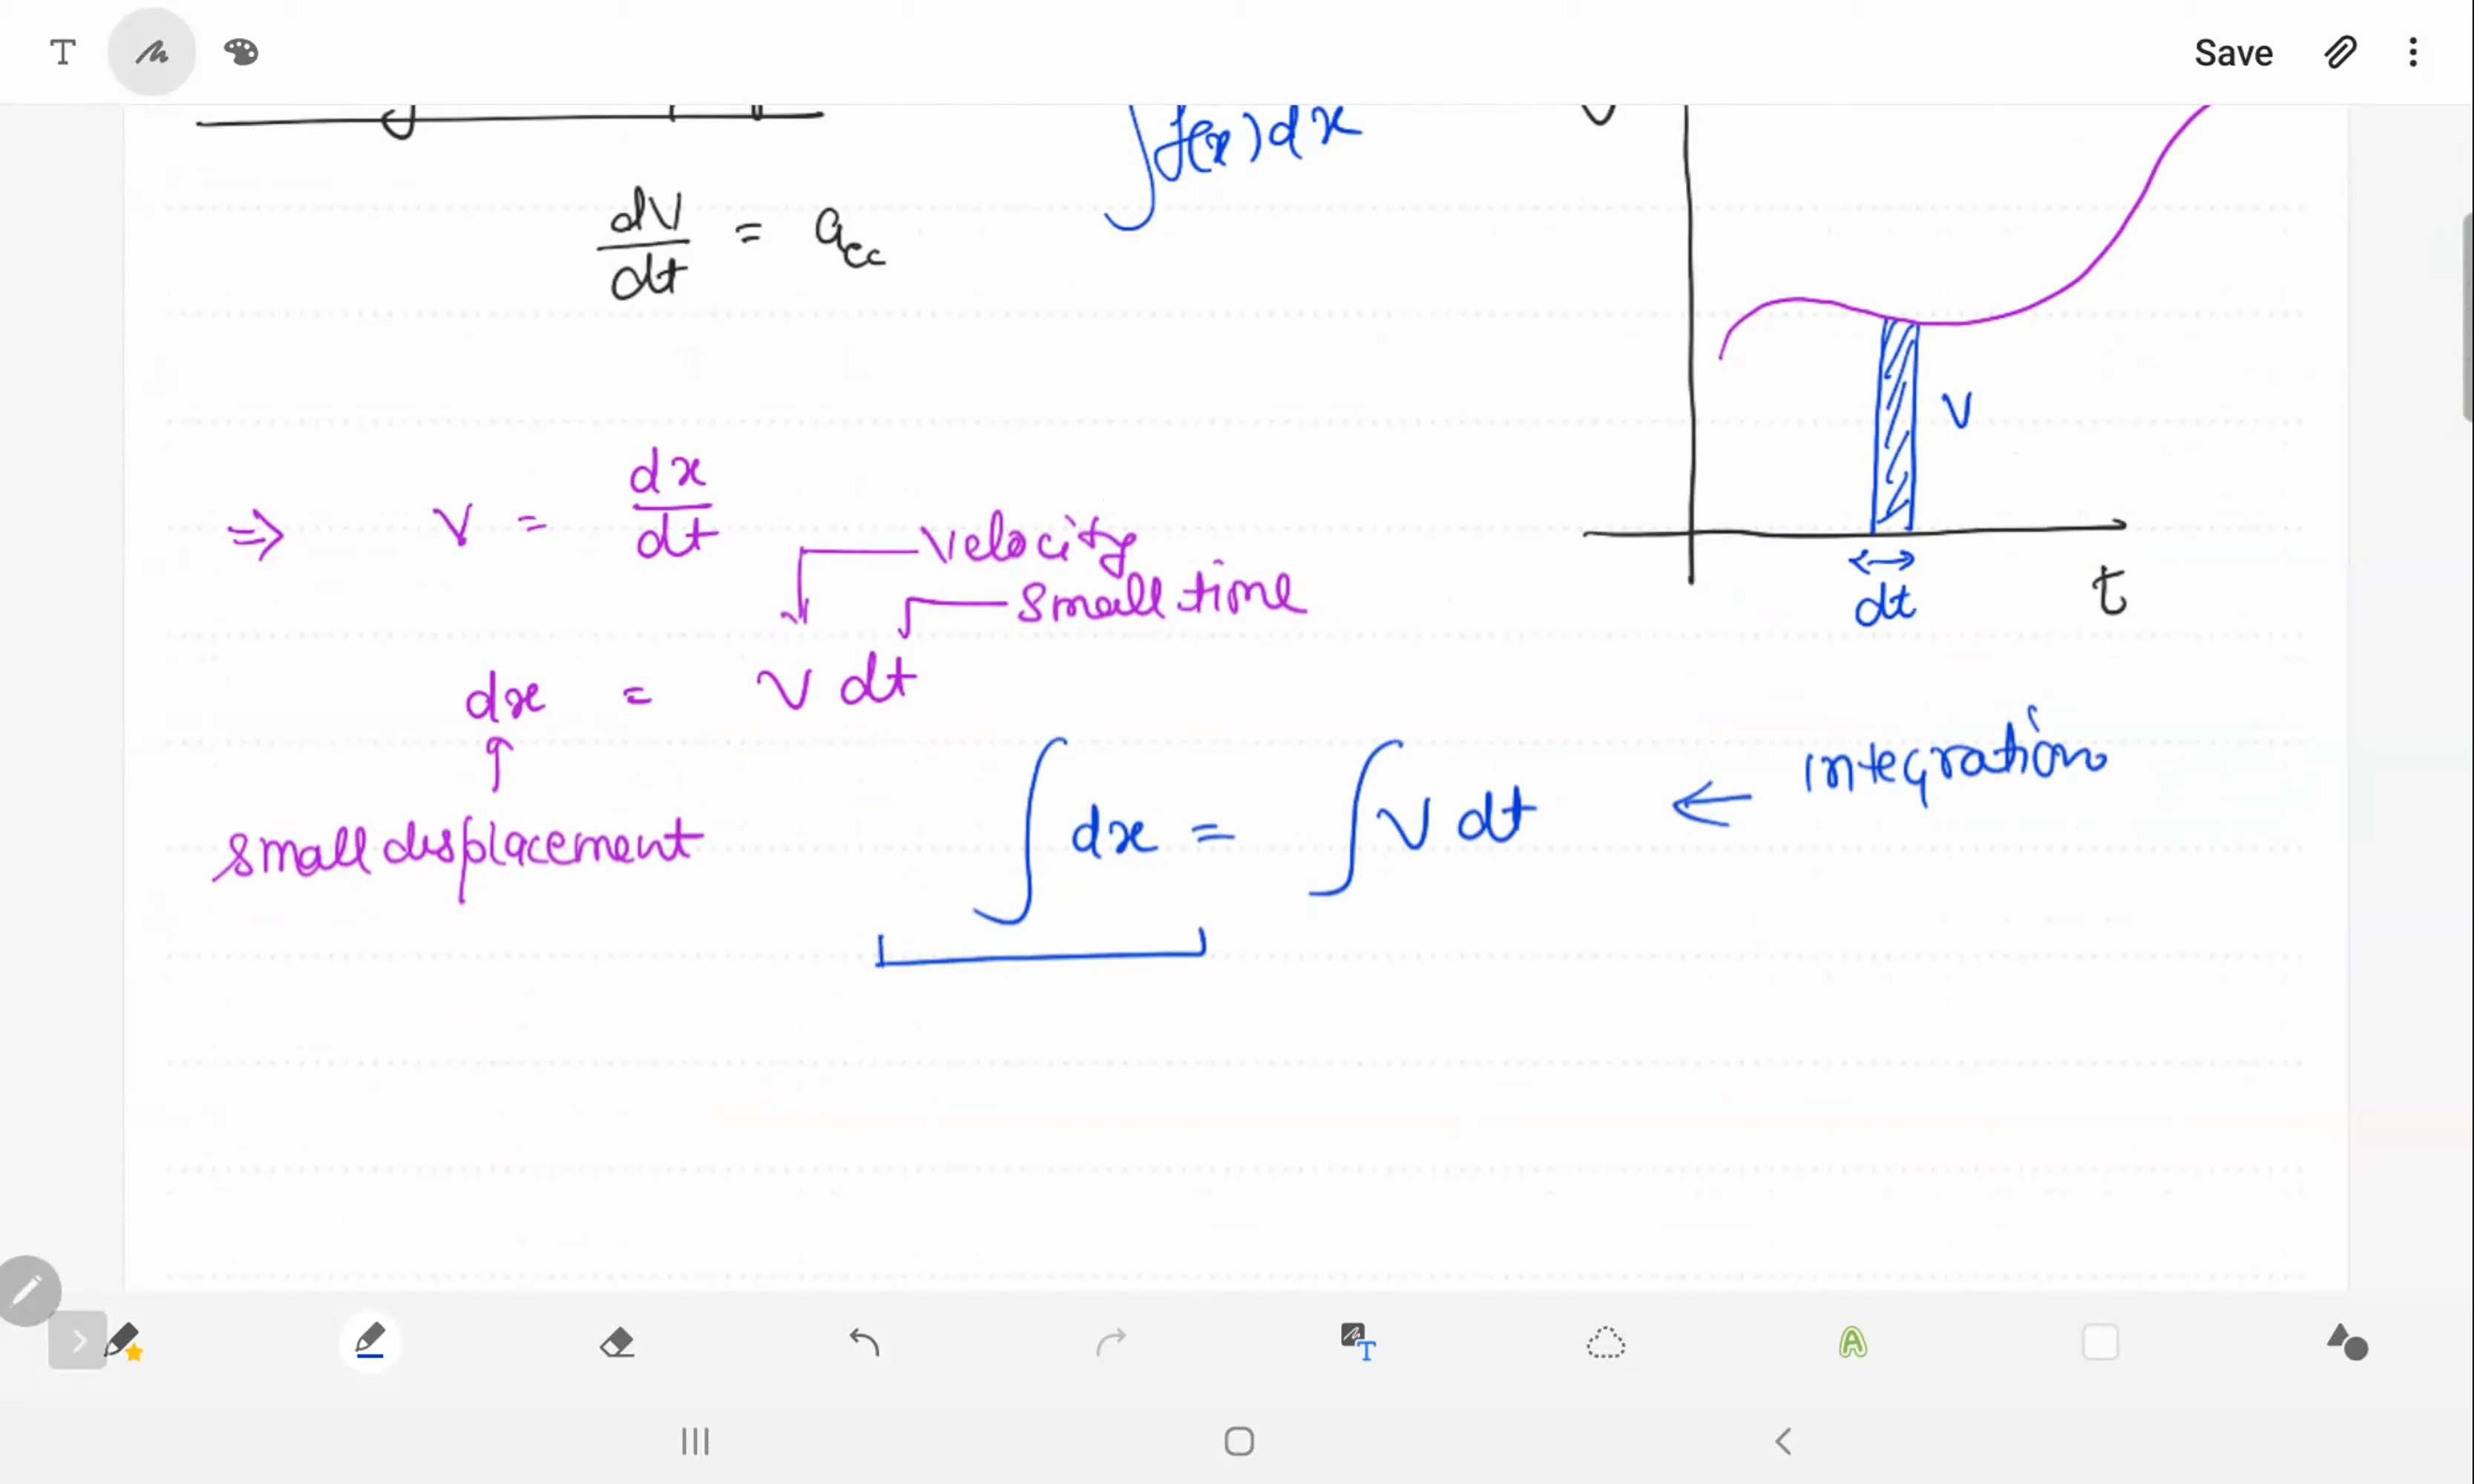 T
Save
∫f(x)dx
V
dV/dt = acc
⇒ V = dx/dt
velocity
small time
V
dt
t
dx = V dt
small displacement
∫dx = ∫V dt ← integration
T
A